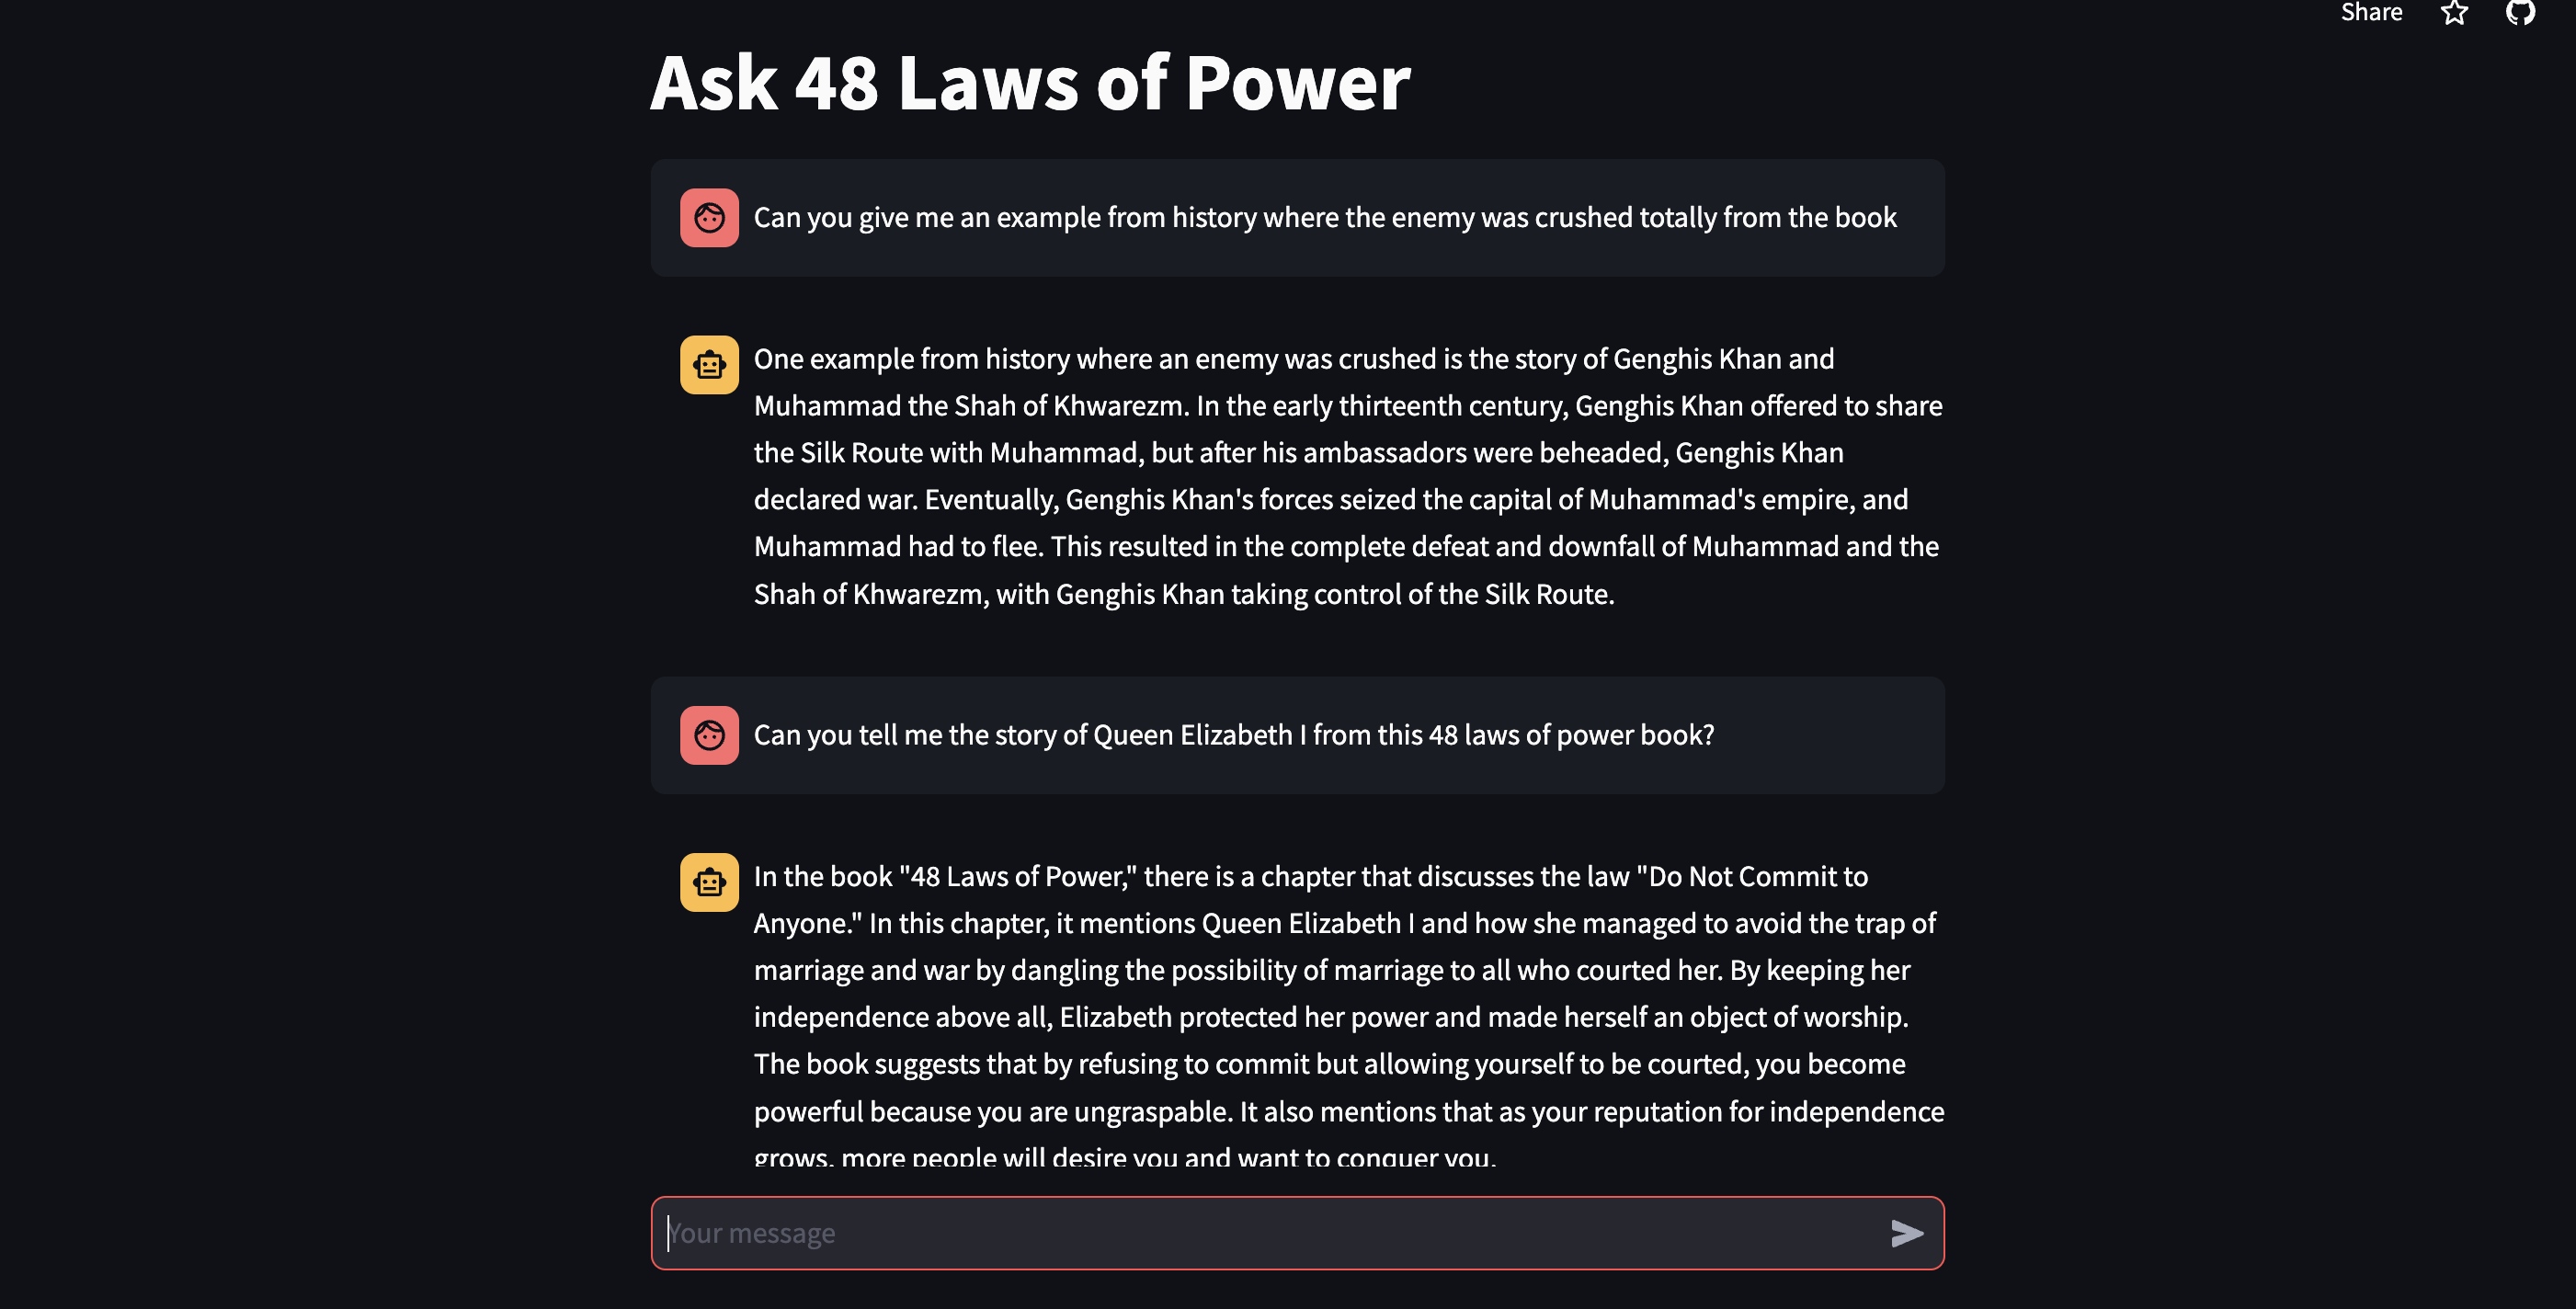 Share
Ask 48 Laws of Power
Can you give me an example from history where the enemy was crushed totally from the book
One example from history where an enemy was crushed is the story of Genghis Khan and
Muhammad the Shah of Khwarezm. In the early thirteenth century, Genghis Khan offered to share
the Silk Route with Muhammad, but after his ambassadors were beheaded, Genghis Khan
declared war. Eventually, Genghis Khan's forces seized the capital of Muhammad's empire, and
Muhammad had to flee. This resulted in the complete defeat and downfall of Muhammad and the
Shah of Khwarezm, with Genghis Khan taking control of the Silk Route.
Can you tell me the story of Queen Elizabeth I from this 48 laws of power book?
In the book "48 Laws of Power," there is a chapter that discusses the law "Do Not Commit to
Anyone." In this chapter, it mentions Queen Elizabeth I and how she managed to avoid the trap of
marriage and war by dangling the possibility of marriage to all who courted her. By keeping her
independence above all, Elizabeth protected her power and made herself an object of worship.
The book suggests that by refusing to commit but allowing yourself to be courted, you become
powerful because you are ungraspable. It also mentions that as your reputation for independence
grows, more people will desire you and want to conquer you.
Your message